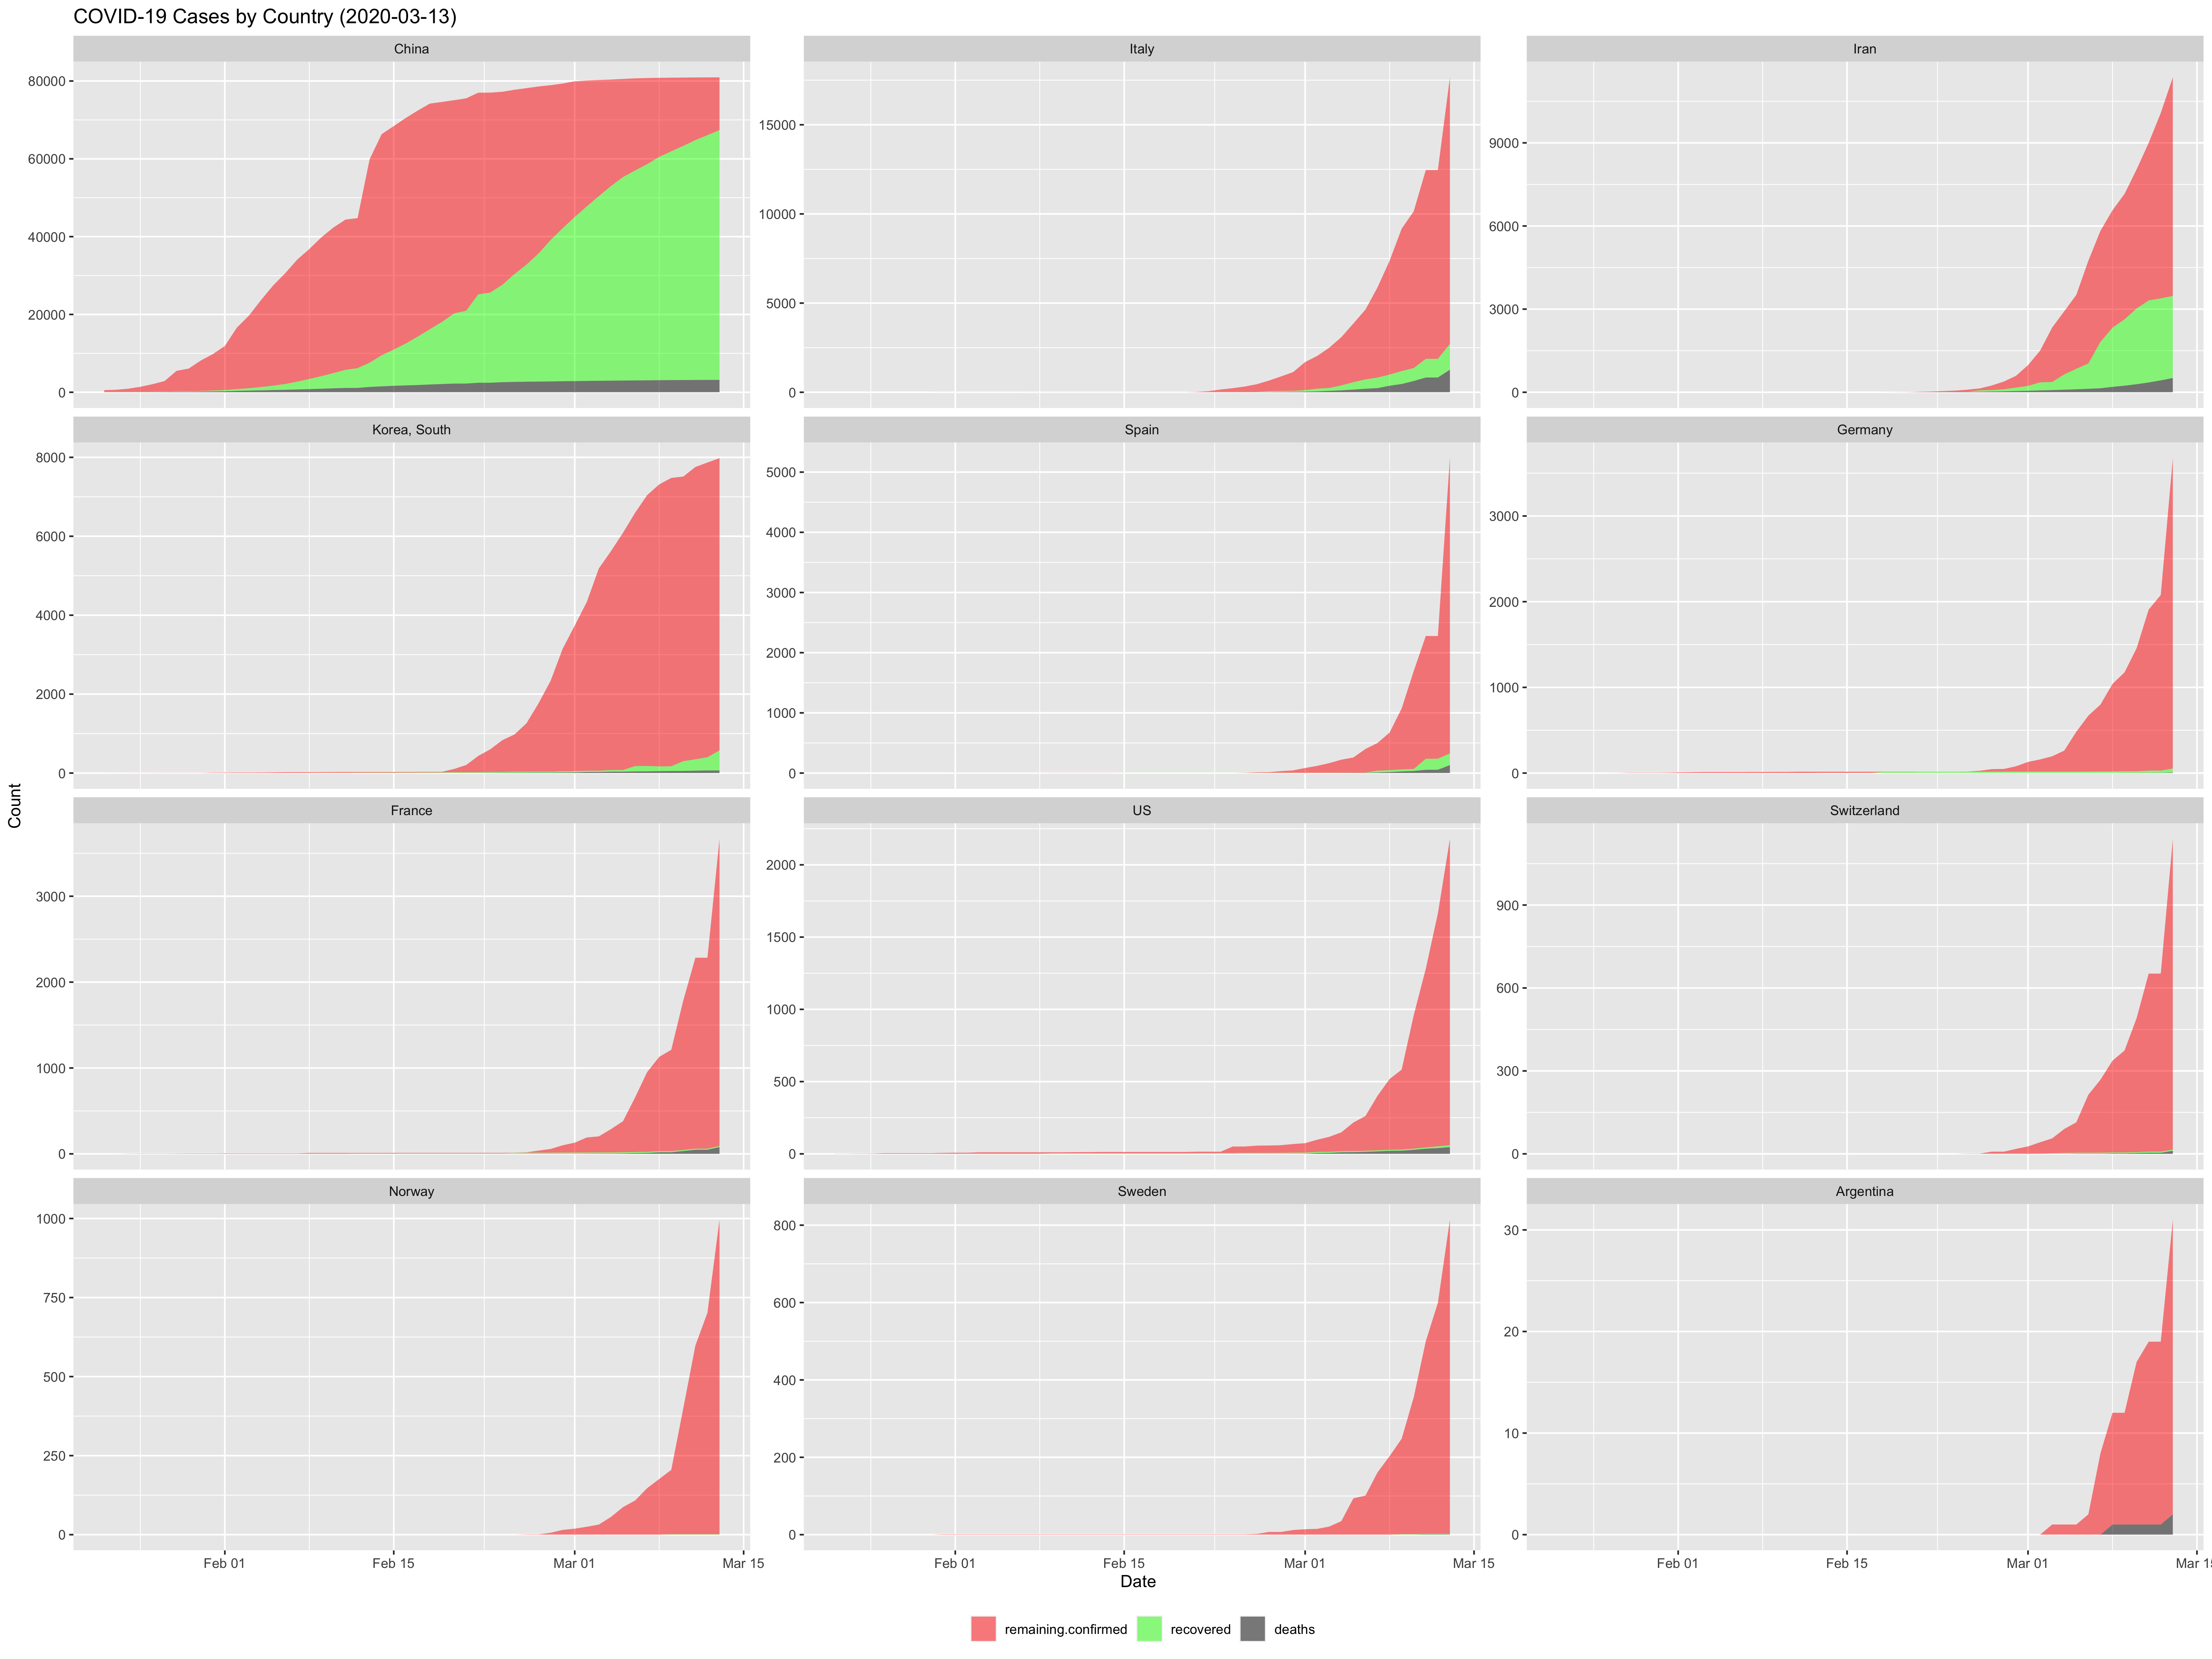 COVID-19 Cases by Country (2020-03-13)
China
Italy
Iran
80000
60000
40000
20000
0
15000
10000
5000
0
9000
6000
3000
0
Korea, South
Spain
Germany
8000
6000
4000
2000
0
5000
4000
3000
2000
1000
0
3000
2000
1000
0
Count
France
US
Switzerland
3000
2000
1000
0
2000
1500
1000
500
0
900
600
300
0
Norway
Sweden
Argentina
1000
750
500
250
0
800
600
400
200
0
30
20
10
0
Feb 01
Feb 15
Mar 01
Mar 15
Feb 01
Feb 15
Mar 01
Mar 15
Feb 01
Feb 15
Mar 01
Mar 15
Date
remaining.confirmed
recovered
deaths